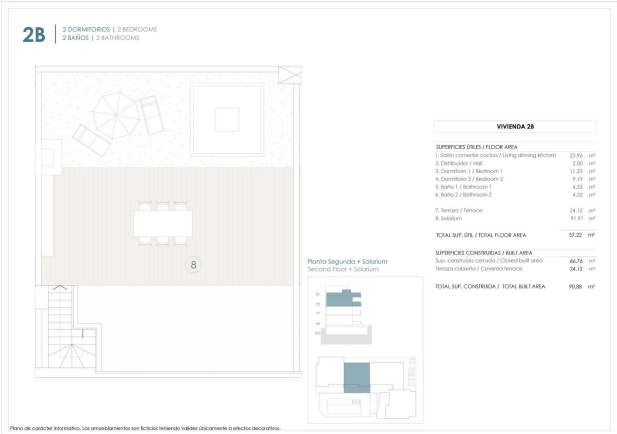 2B
2 DORMITORIOS | 2 BEDROOMS
2 BAÑOS | 2 BATHROOMS
8
Planta Segunda + Solarium
Second Floor + Solarium
VIVIENDA 2B
SUPERFICIES ÚTILES / FLOOR AREA
1. Salón comedor cocina / Living dinning kitchen 25,96 m²
2. Distribuidor / Hall 2,00 m²
3. Dormitorio 1 / Bedroom 1 11,23 m²
4. Dormitorio 2 / Bedroom 2 9,19 m²
5. Baño 1 / Bathroom 1 4,52 m²
6. Baño 2 / Bathroom 2 4,52 m²
7. Terraza / Terrace 24,12 m²
8. Solarium 91,91 m²
TOTAL SUP. ÚTIL / TOTAL FLOOR AREA 57,22 m²
SUPERFICIES CONSTRUIDAS / BUILT AREA
Sup. construida cerrada / Closed built area 66,76 m²
Terraza cubierta / Covered terrace 24,12 m²
TOTAL SUP. CONSTRUIDA / TOTAL BUILT AREA 90,88 m²
Plano de carácter informativo. Los amueblamientos son ficticios teniendo validez únicamente a efectos decorativos.